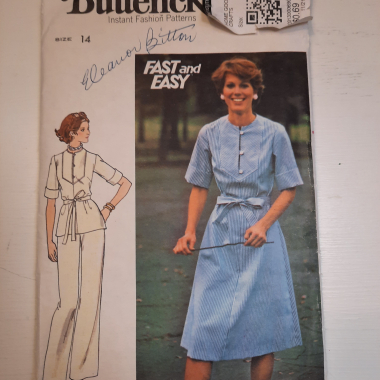 Butterick
Instant Fashion Patterns
SIZE 14
Eleanor Bitton
FAST and
EASY